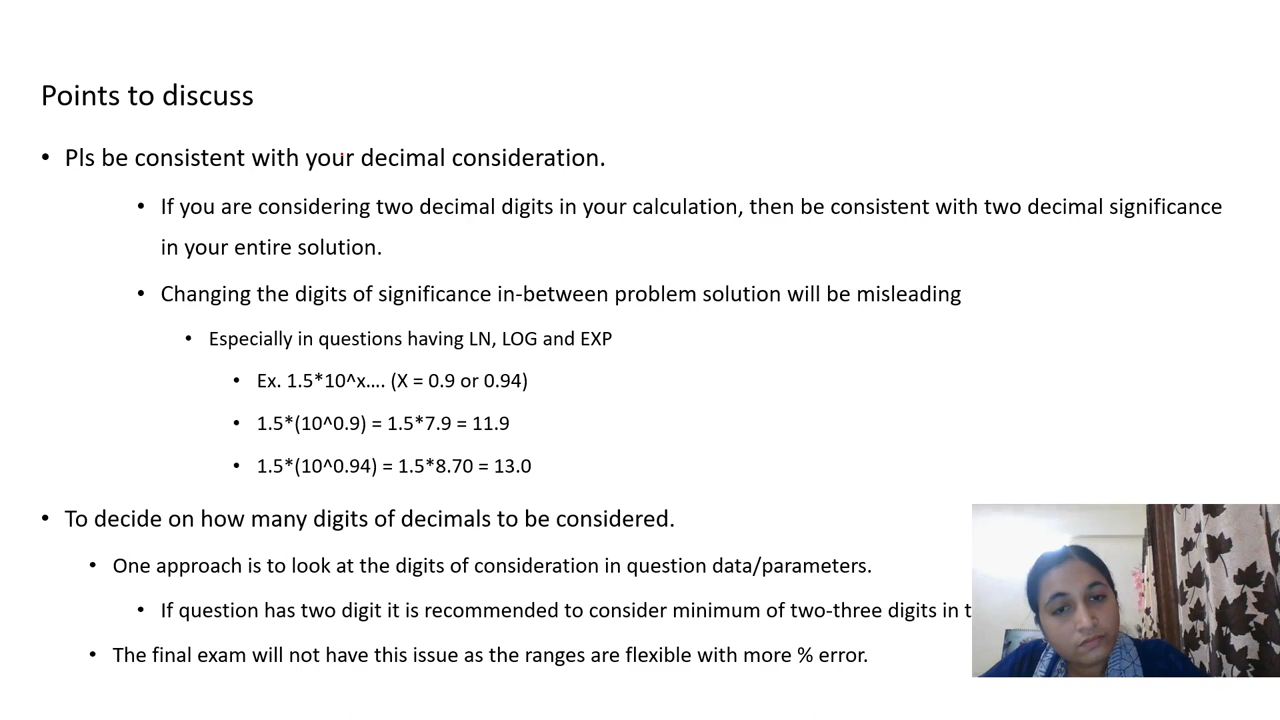 Points to discuss
• Pls be consistent with your decimal consideration.
• If you are considering two decimal digits in your calculation, then be consistent with two decimal significance
in your entire solution.
• Changing the digits of significance in-between problem solution will be misleading
• Especially in questions having LN, LOG and EXP
• Ex. 1.5*10^x.... (X = 0.9 or 0.94)
• 1.5*(10^0.9) = 1.5*7.9 = 11.9
• 1.5*(10^0.94) = 1.5*8.70 = 13.0
• To decide on how many digits of decimals to be considered.
• One approach is to look at the digits of consideration in question data/parameters.
• If question has two digit it is recommended to consider minimum of two-three digits in
• The final exam will not have this issue as the ranges are flexible with more % error.